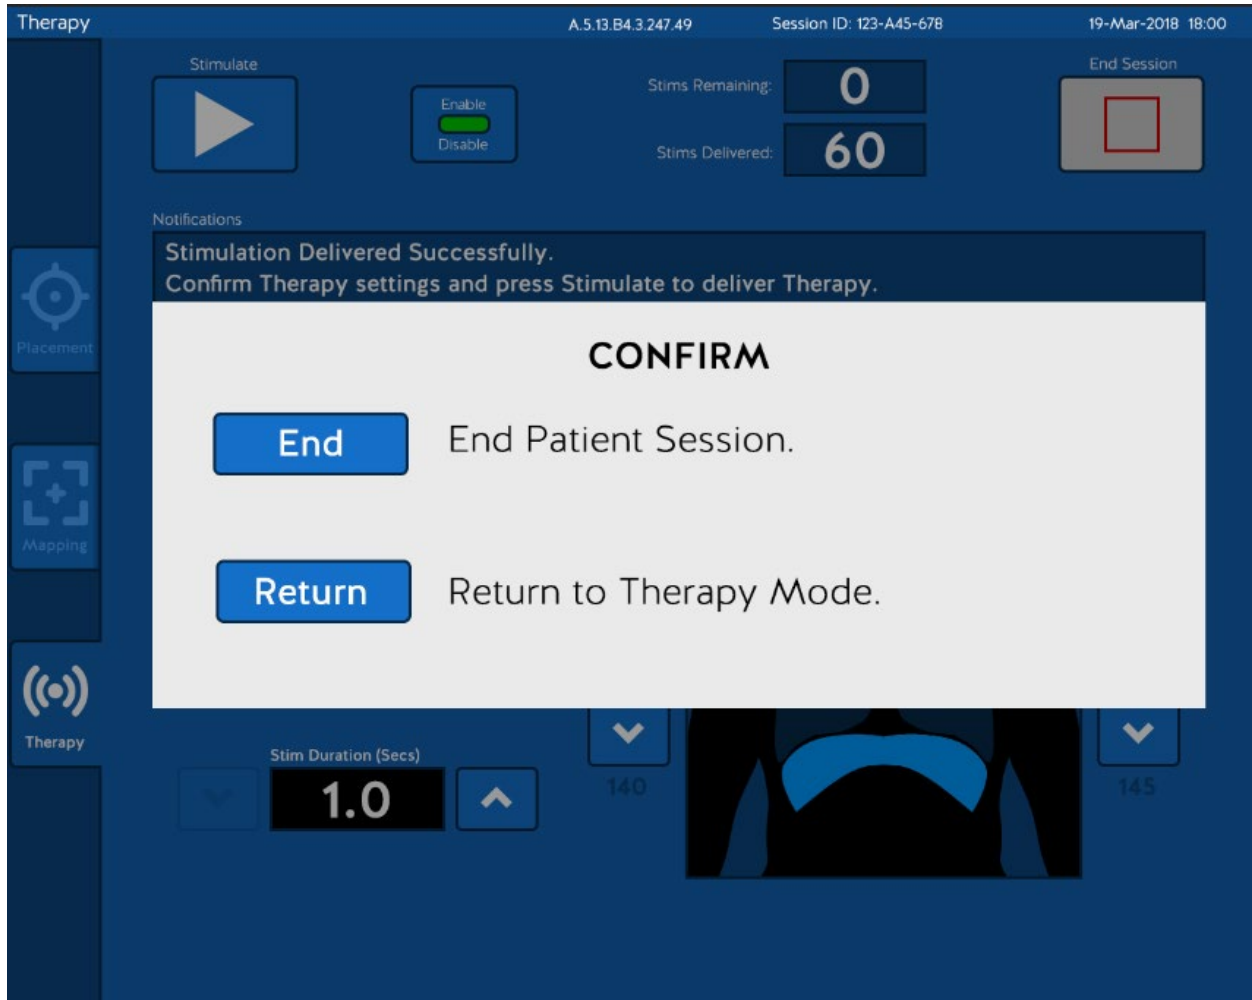 Therapy
A.5.13.B4.3.247.49
Session ID: 123-A45-678
19-Mar-2018 18:00
Stimulate
Enable
Disable
Stims Remaining:
0
Stims Delivered:
60
End Session
Notifications
Stimulation Delivered Successfully.
Confirm Therapy settings and press Stimulate to deliver Therapy.
Placement
Mapping
Therapy
CONFIRM
End
End Patient Session.
Return
Return to Therapy Mode.
Stim Duration (Secs)
1.0
140
145